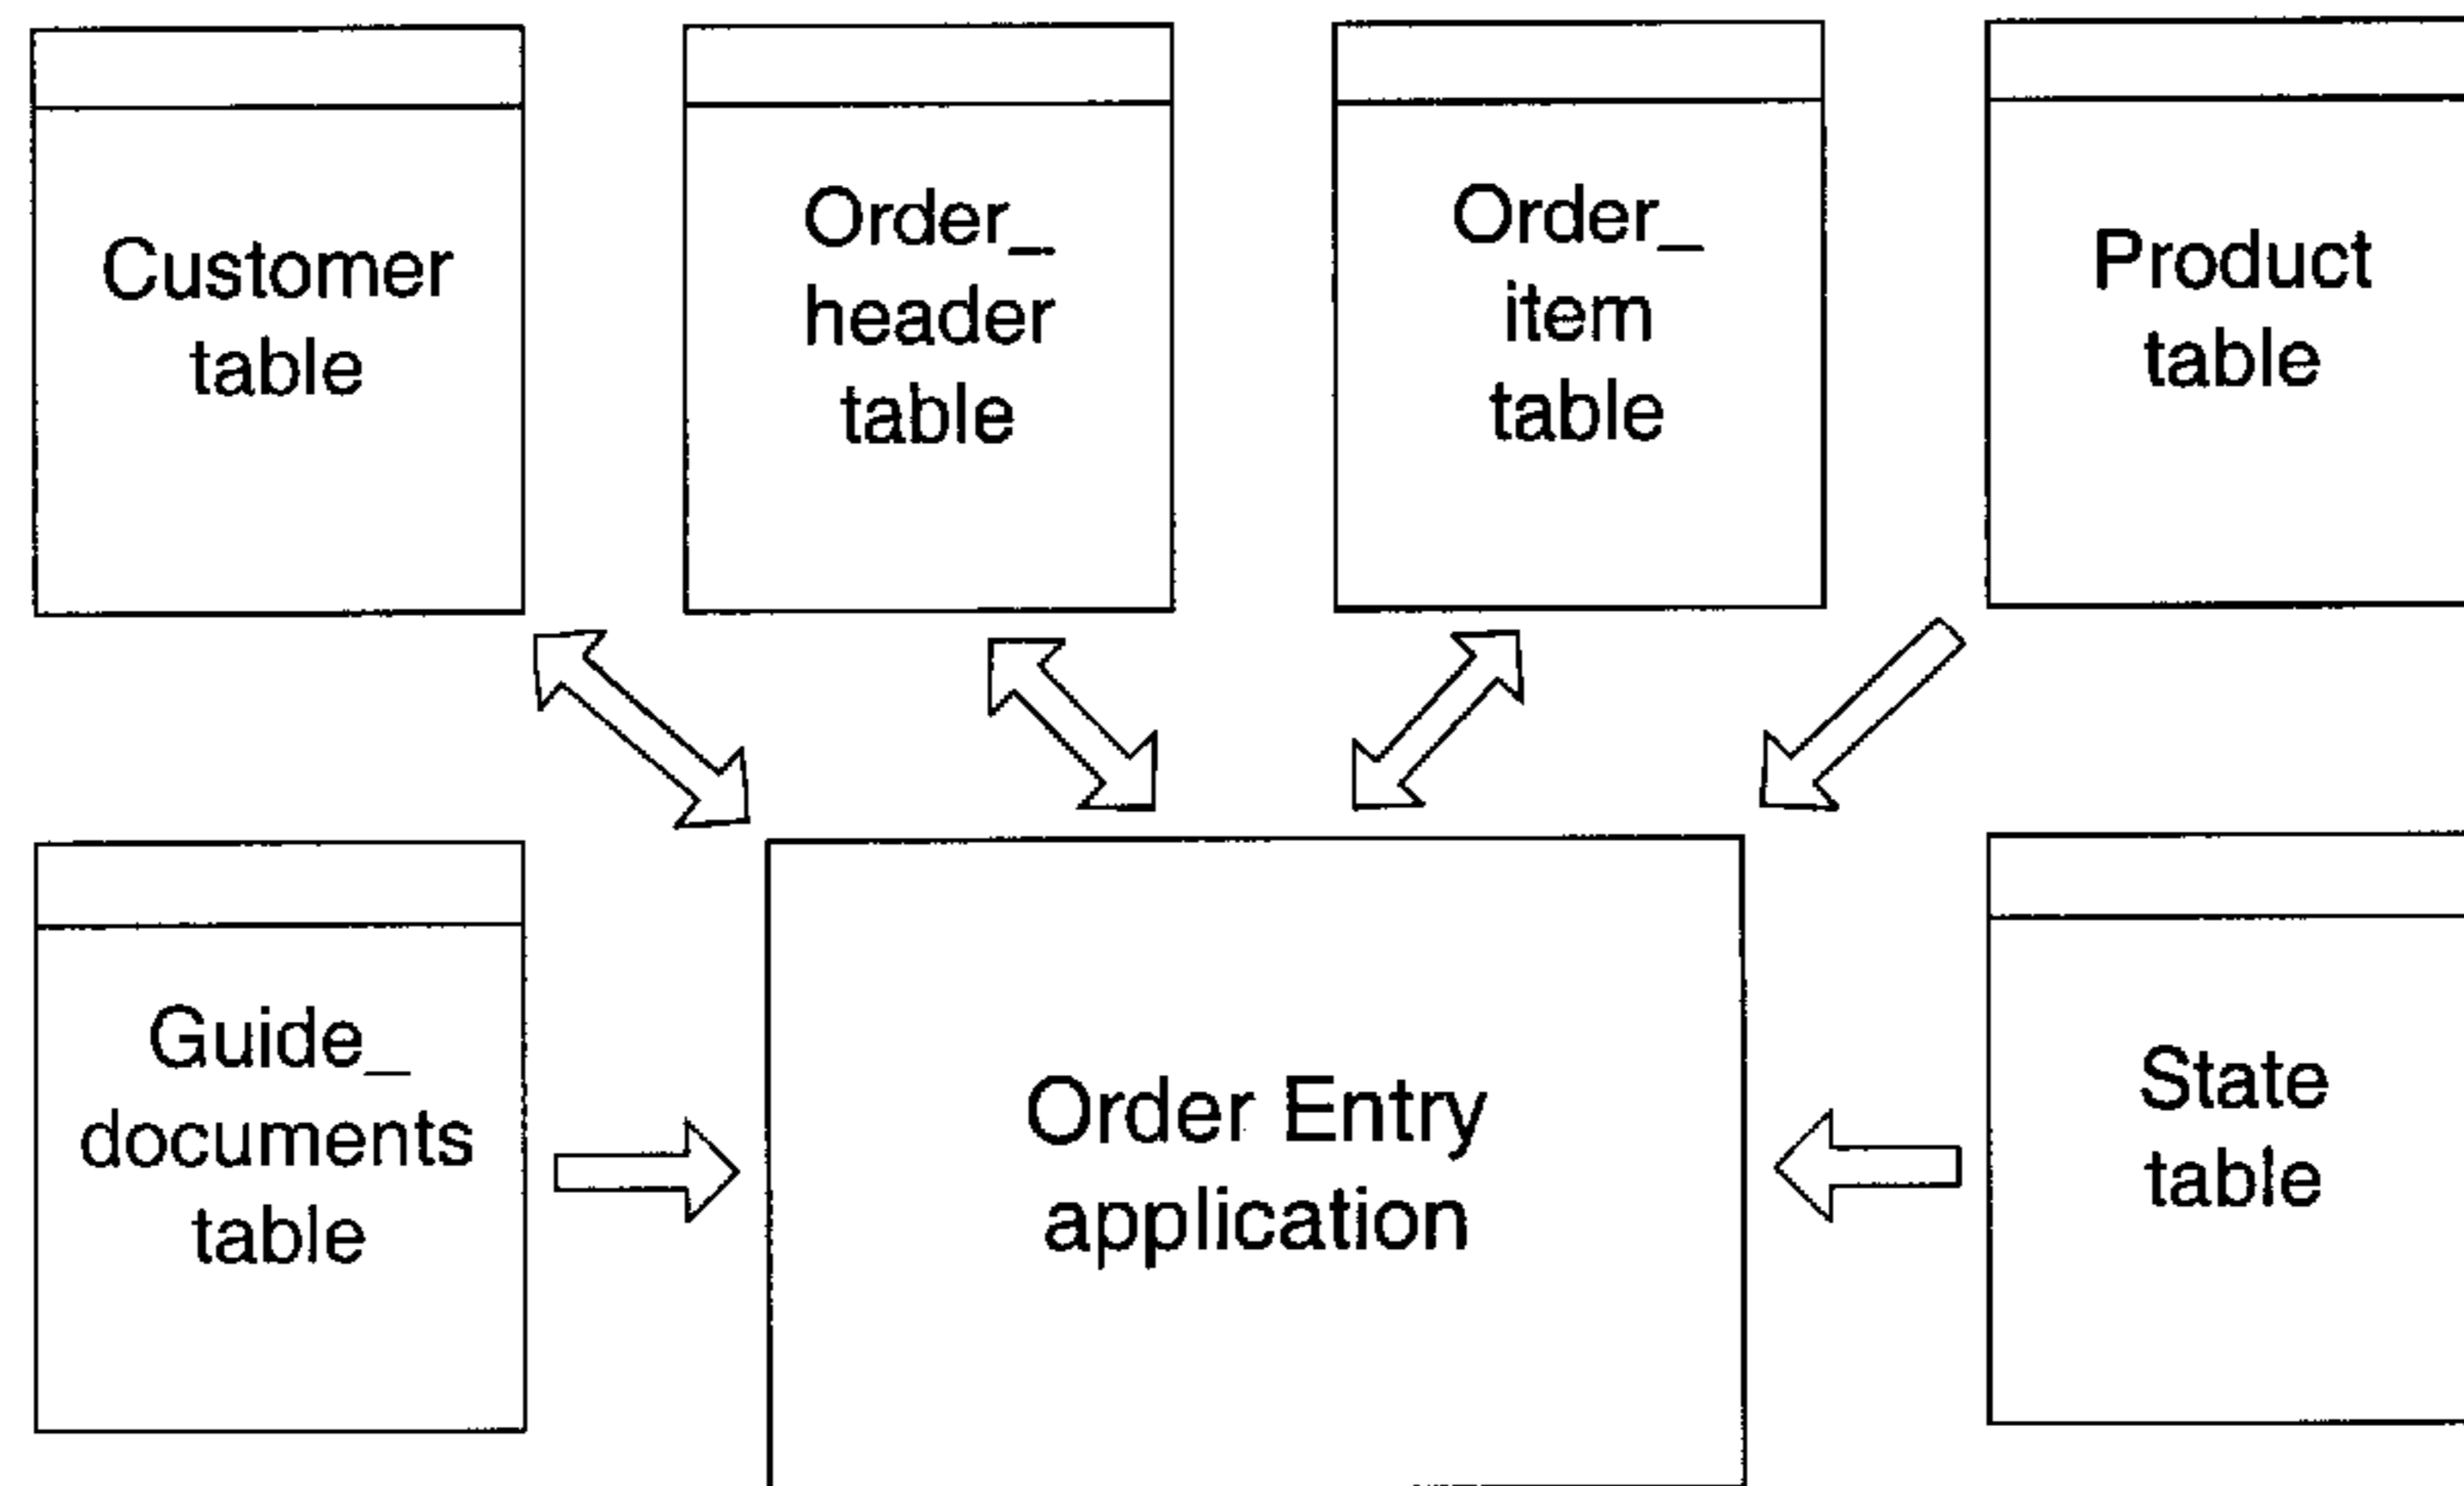 Customer
table
Order_
header
table
Order_
item
table
Product
table
Guide_
documents
table
Order Entry
application
State
table